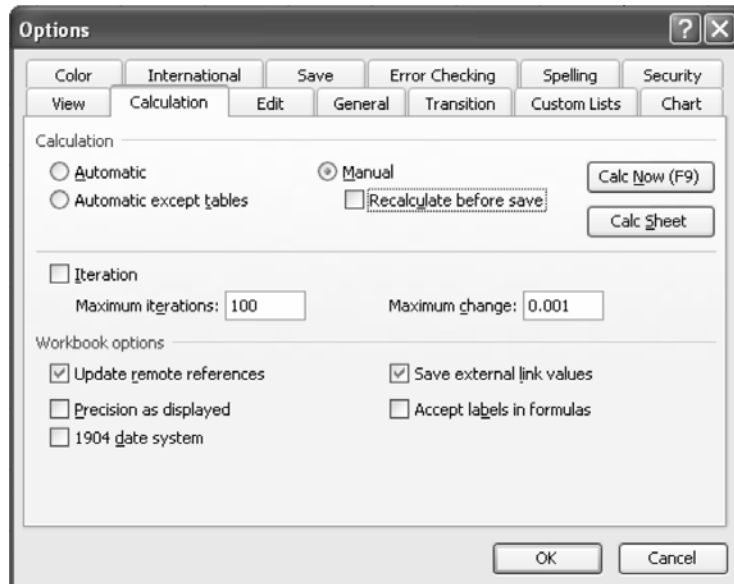 Options
Color International Save Error Checking Spelling Security
View Calculation Edit General Transition Custom Lists Chart
Calculation
Automatic Manual Calc Now (F9)
Automatic except tables Recalculate before save
Calc Sheet
Iteration
Maximum iterations: 100 Maximum change: 0.001
Workbook options
Update remote references Save external link values
Precision as displayed Accept labels in formulas
1904 date system
OK Cancel